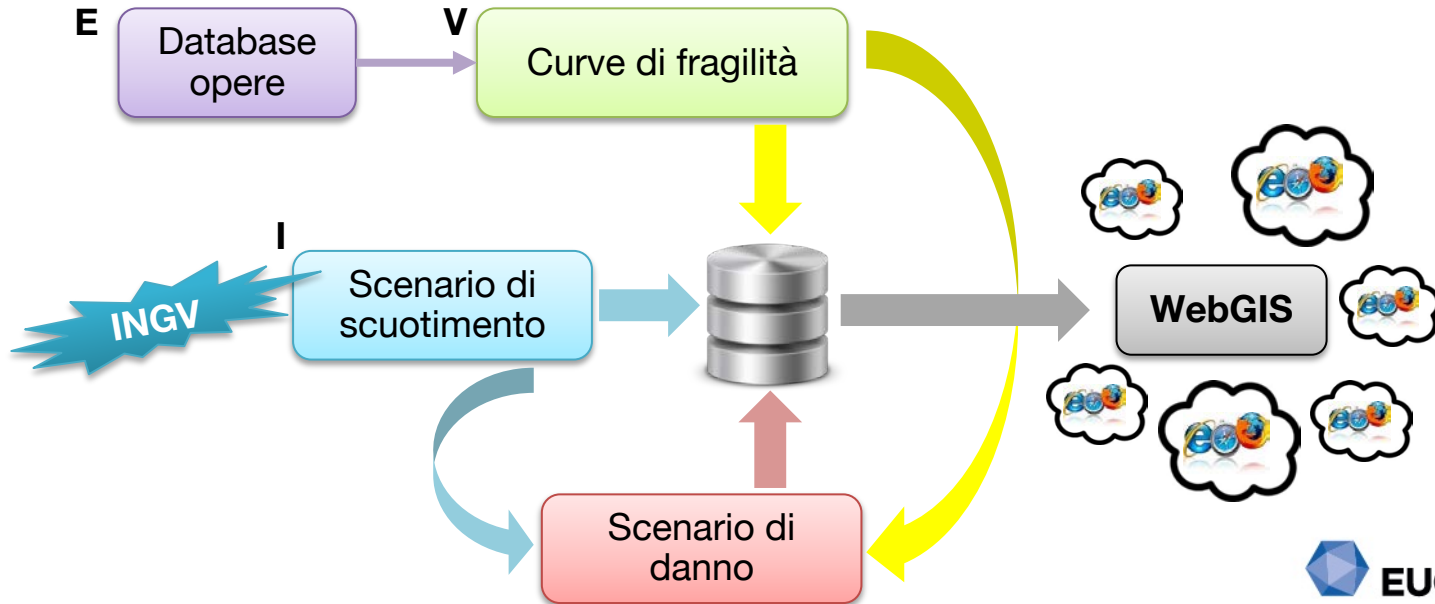 E
Database
opere
V
Curve di fragilità
I
INGV
Scenario di
scuotimento
WebGIS
Scenario di
danno